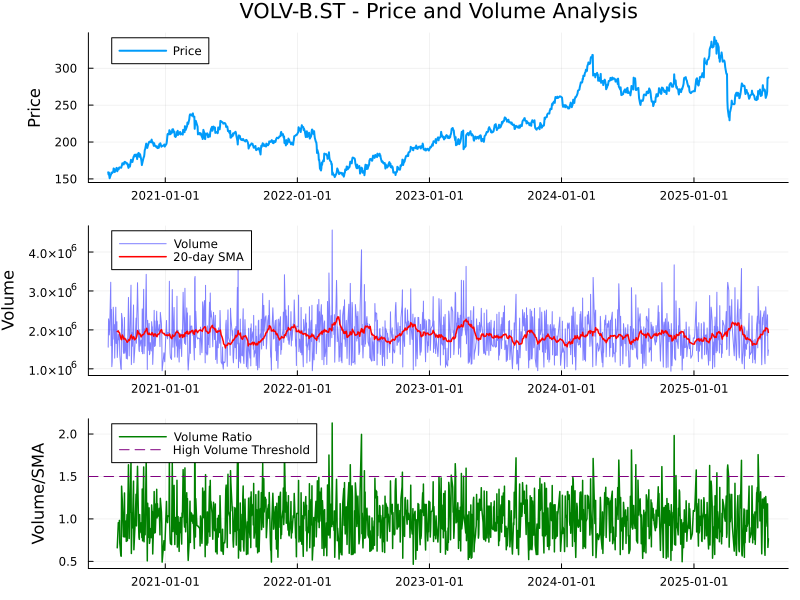 VOLV-B.ST - Price and Volume Analysis
Price
Price
300
250
200
150
2021-01-01 2022-01-01 2023-01-01 2024-01-01 2025-01-01
Volume
Volume
20-day SMA
4.0×10⁶
3.0×10⁶
2.0×10⁶
1.0×10⁶
2021-01-01 2022-01-01 2023-01-01 2024-01-01 2025-01-01
Volume/SMA
Volume Ratio
High Volume Threshold
2.0
1.5
1.0
0.5
2021-01-01 2022-01-01 2023-01-01 2024-01-01 2025-01-01